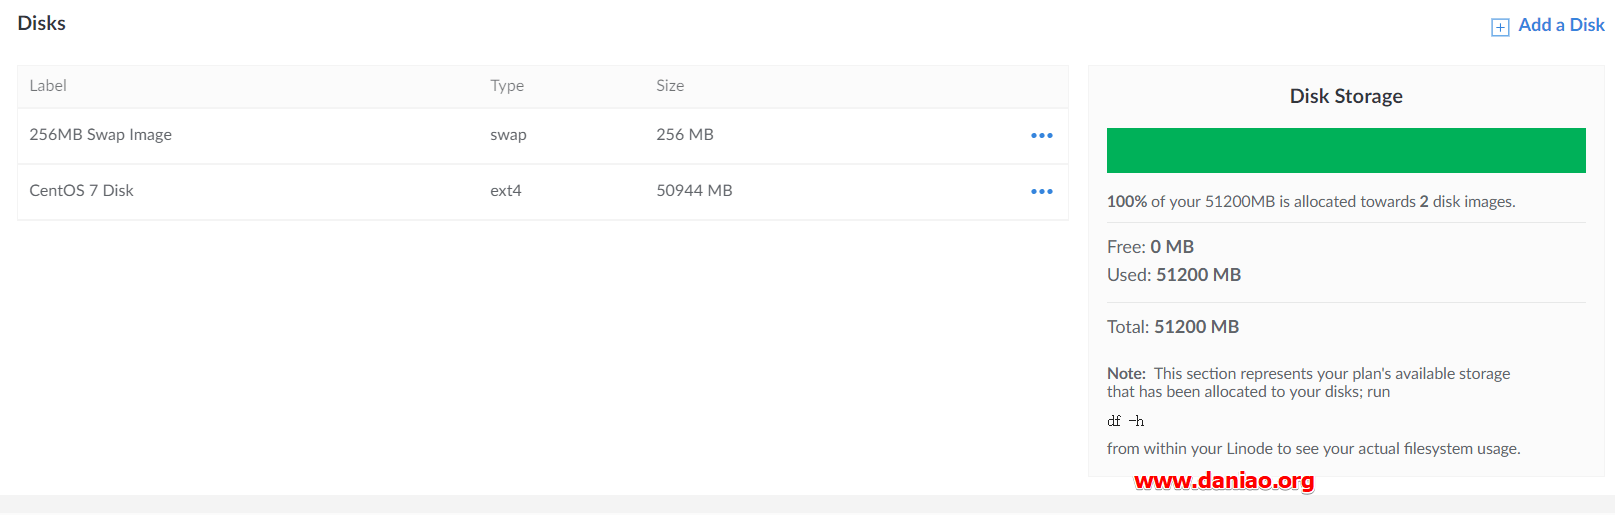 Disks
Add a Disk
Label Type Size
256MB Swap Image swap 256 MB
CentOS 7 Disk ext4 50944 MB
Disk Storage
100% of your 51200MB is allocated towards 2 disk images.
Free: 0 MB
Used: 51200 MB
Total: 51200 MB
Note: This section represents your plan's available storage
that has been allocated to your disks; run
df -h
from within your Linode to see your actual filesystem usage.
www.daniao.org